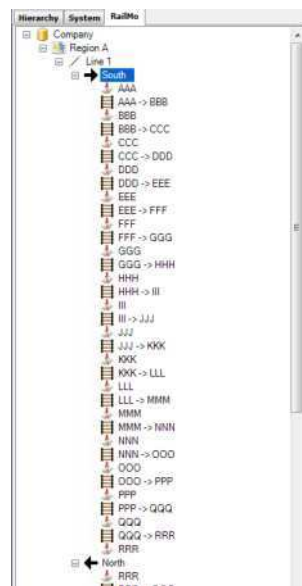 Hierarchy System RailMo
Company
Region A
Line 1
South
AAA
AAA -> BBB
BBB
BBB -> CCC
CCC
CCC -> DDD
DDD
DDD -> EEE
EEE
EEE -> FFF
FFF
FFF -> GGG
GGG
GGG -> HHH
HHH
HHH -> III
III
III -> JJJ
JJJ
JJJ -> KKK
KKK
KKK -> LLL
LLL
LLL -> MMM
MMM
MMM -> NNN
NNN
NNN -> OOO
OOO
OOO -> PPP
PPP
PPP -> QQQ
QQQ
QQQ -> RRR
RRR
North
RRR